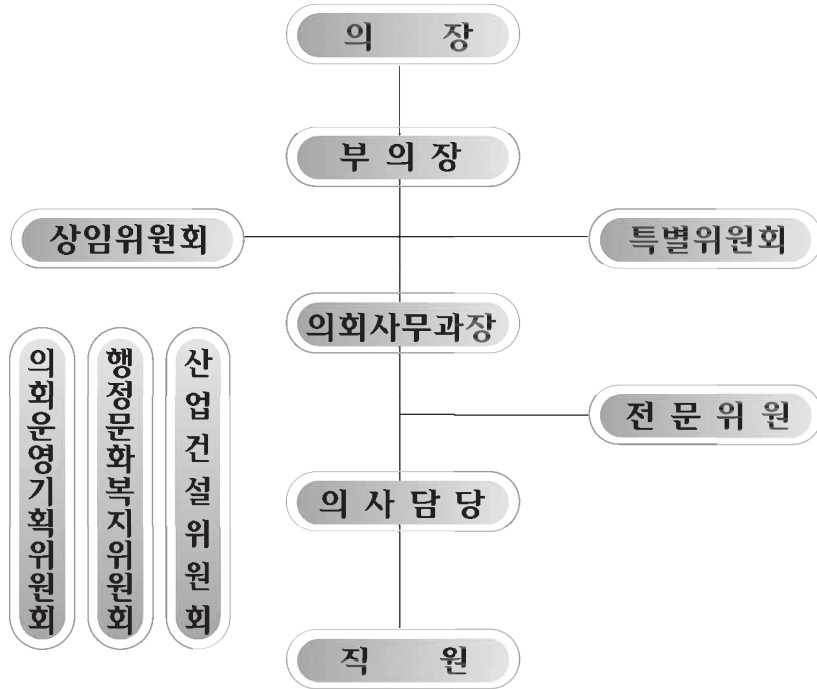 의 장
부 의 장
상임위원회
특별위원회
의회사무과장
의회운영기획위원회
행정문화복지위원회
산업건설위원회
전 문 위 원
의 사 담 당
직 원